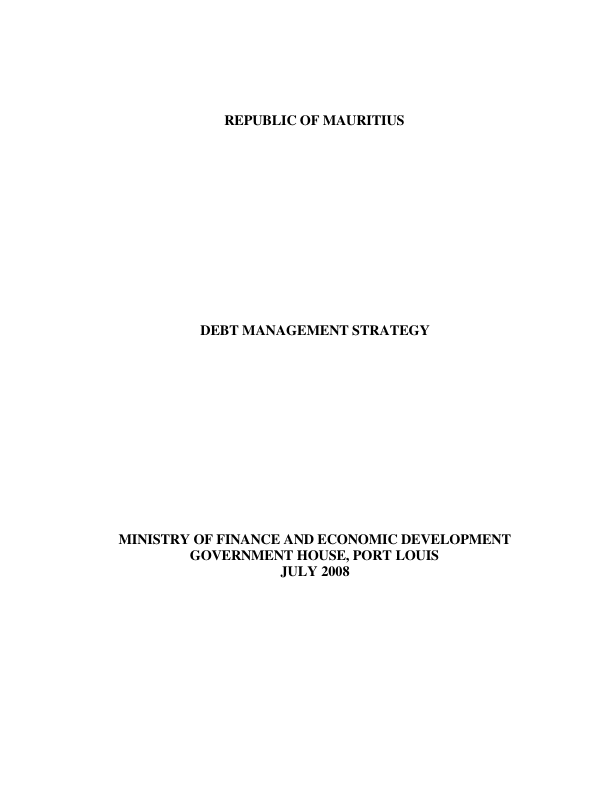 REPUBLIC OF MAURITIUS
DEBT MANAGEMENT STRATEGY
MINISTRY OF FINANCE AND ECONOMIC DEVELOPMENT
GOVERNMENT HOUSE, PORT LOUIS
JULY 2008